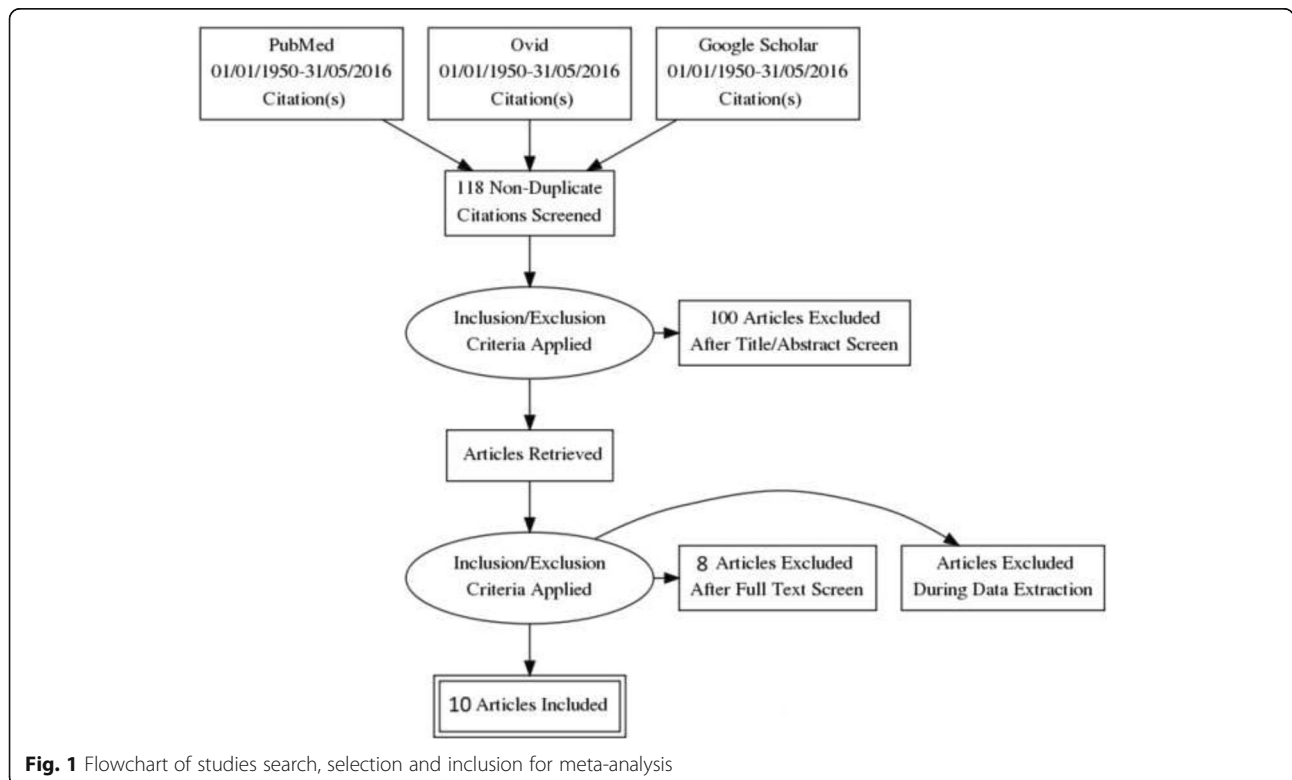 PubMed
01/01/1950-31/05/2016
Citation(s)
Ovid
01/01/1950-31/05/2016
Citation(s)
Google Scholar
01/01/1950-31/05/2016
Citation(s)
118 Non-Duplicate
Citations Screened
Inclusion/Exclusion
Criteria Applied
100 Articles Excluded
After Title/Abstract Screen
Articles Retrieved
Inclusion/Exclusion
Criteria Applied
8 Articles Excluded
After Full Text Screen
Articles Excluded
During Data Extraction
10 Articles Included
Fig. 1 Flowchart of studies search, selection and inclusion for meta-analysis